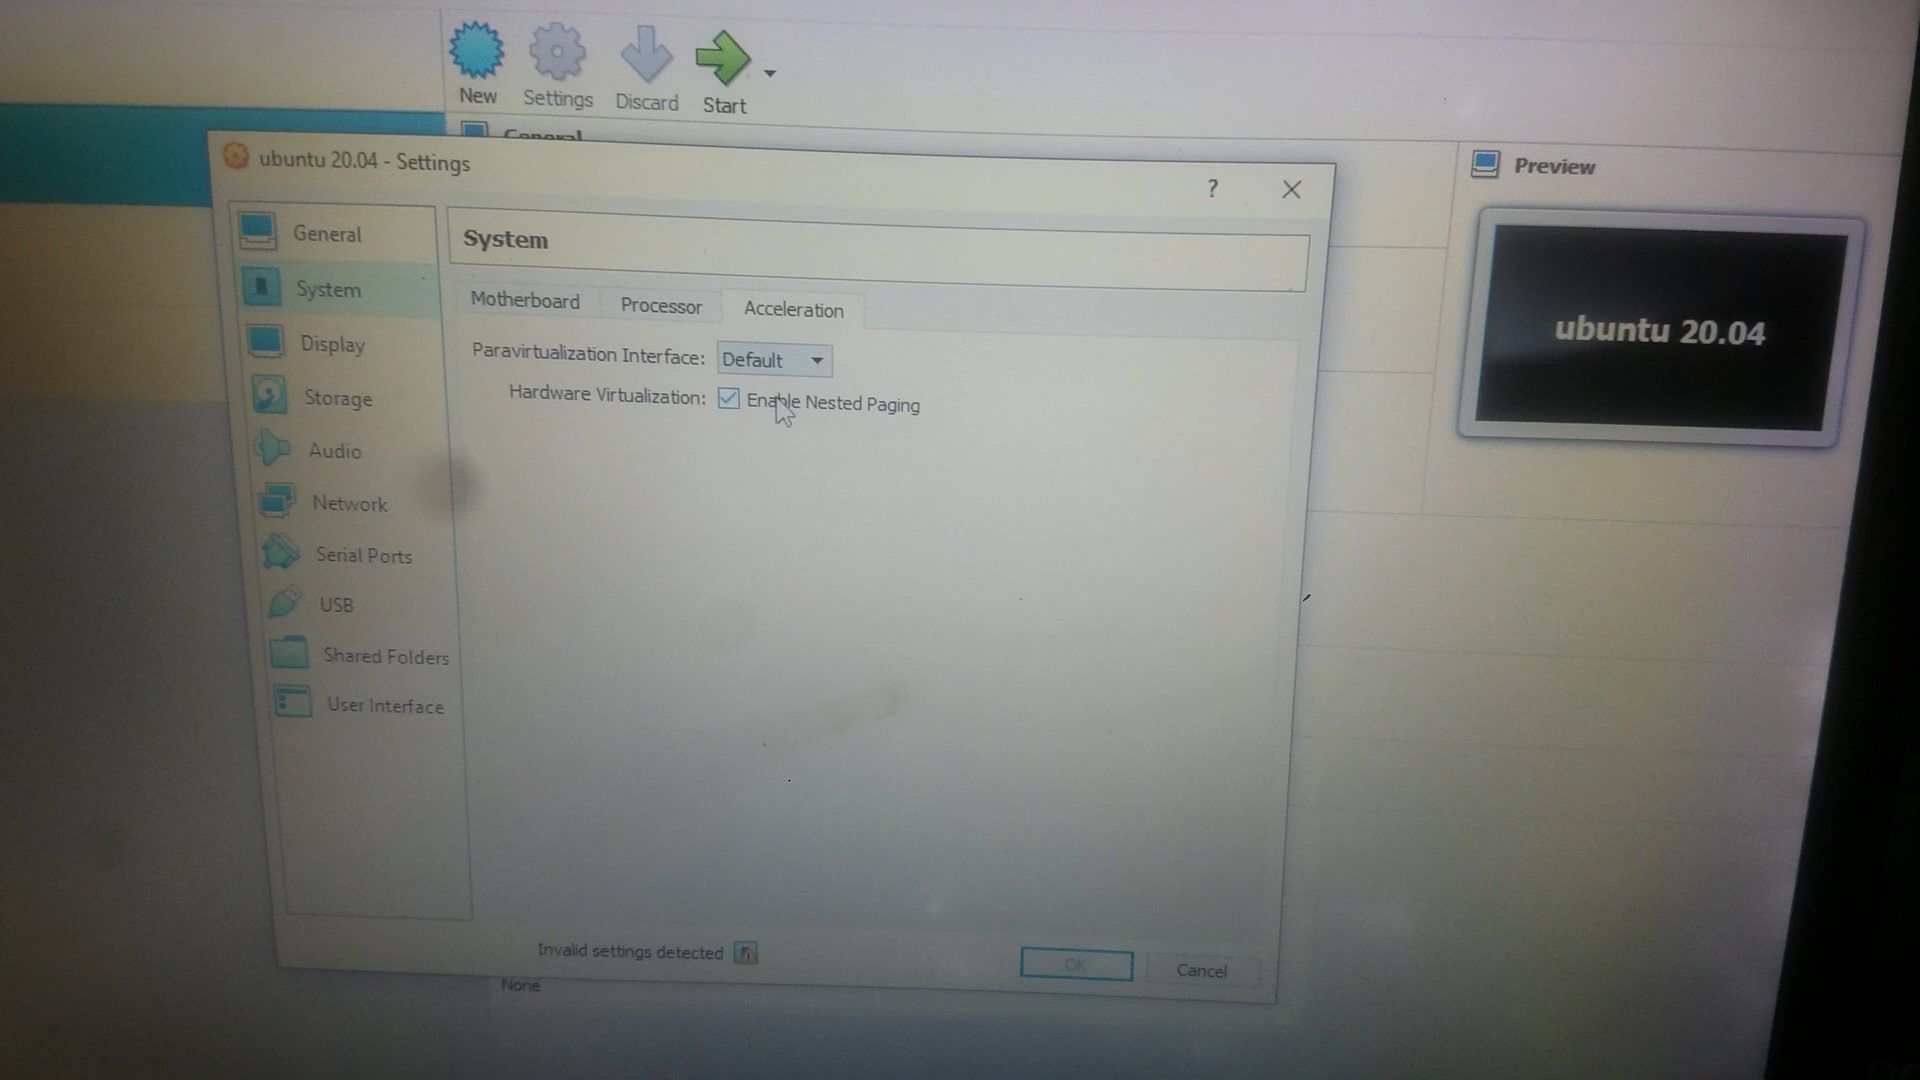 New Settings Discard Start
General
ubuntu 20.04 - Settings
?
Preview
ubuntu 20.04
General
System
Display
Storage
Audio
Network
Serial Ports
USB
Shared Folders
User Interface
System
Motherboard Processor Acceleration
Paravirtualization Interface: Default
Hardware Virtualization: Enable Nested Paging
Invalid settings detected
OK Cancel
None